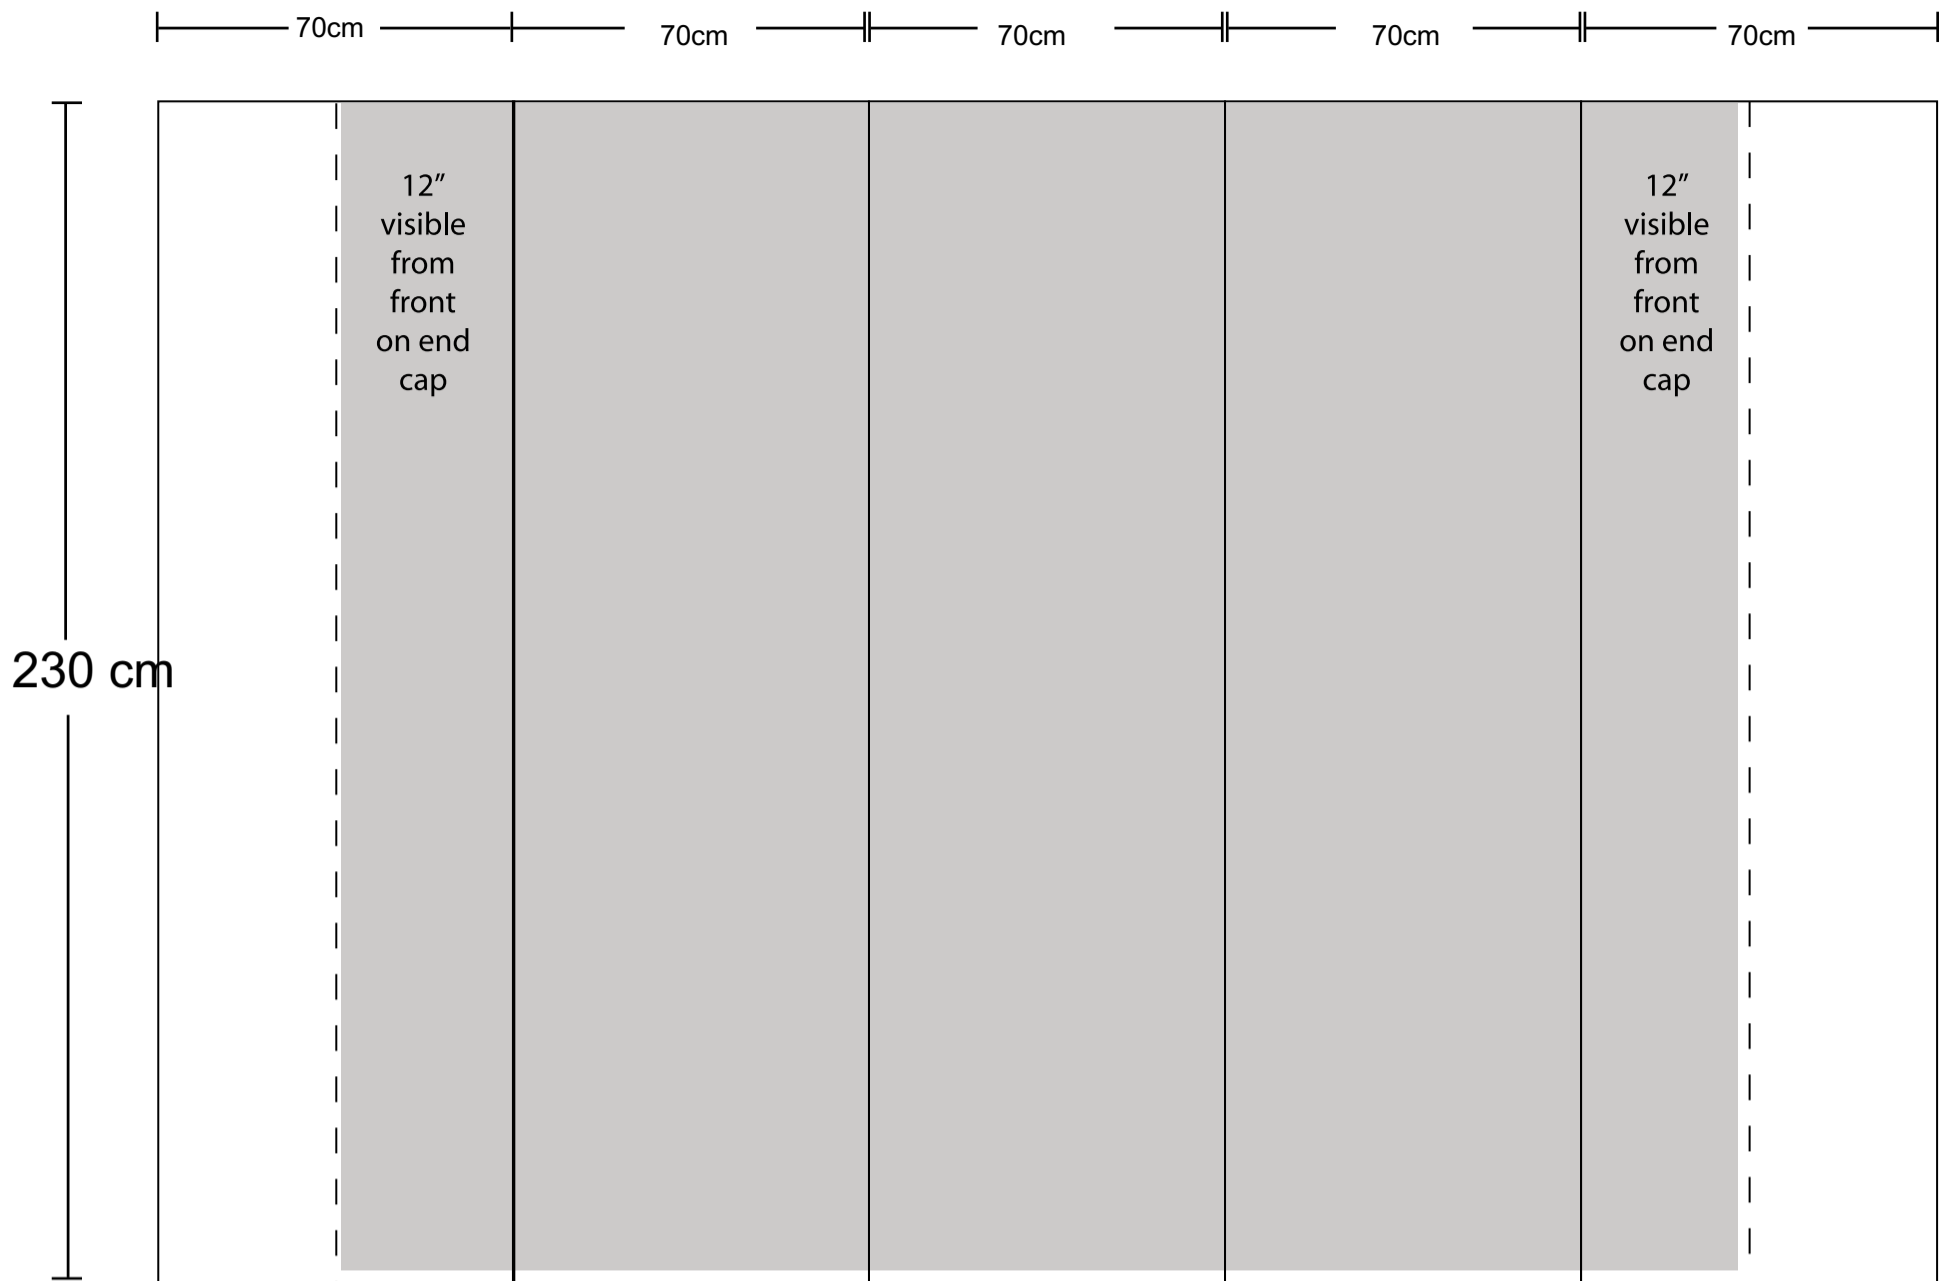 70cm
70cm
70cm
70cm
70cm
12”
visible
from
front
on end
cap
12”
visible
from
front
on end
cap
230 cm